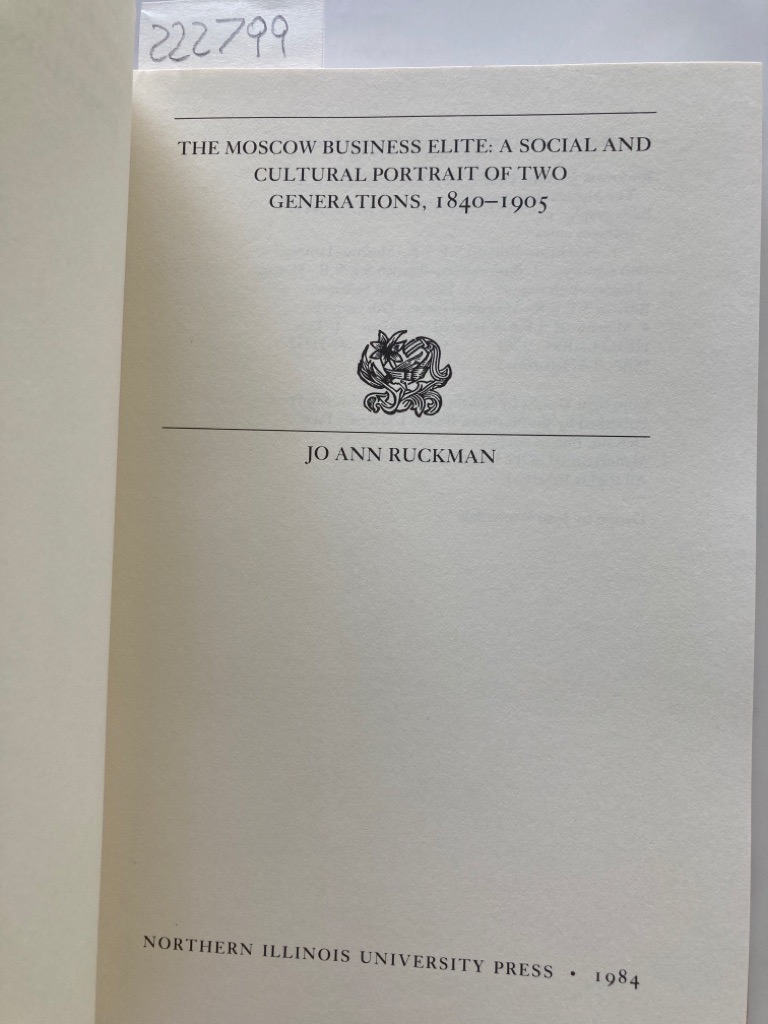 222799
THE MOSCOW BUSINESS ELITE: A SOCIAL AND
CULTURAL PORTRAIT OF TWO
GENERATIONS, 1840–1905
JO ANN RUCKMAN
NORTHERN ILLINOIS UNIVERSITY PRESS • 1984